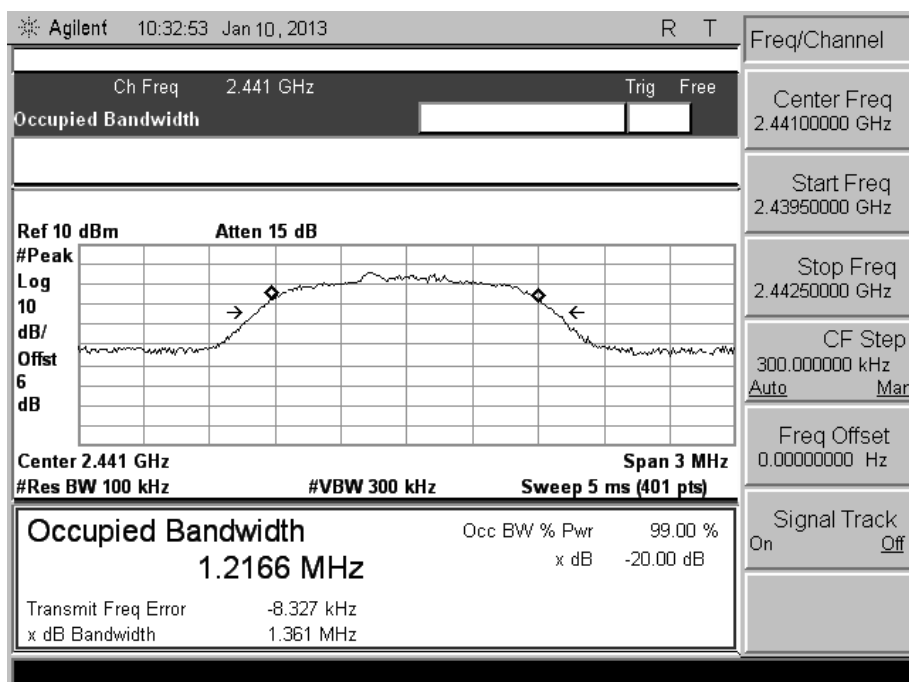 Agilent 10:32:53 Jan 10, 2013 R T
Ch Freq 2.441 GHz Trig Free
Occupied Bandwidth
Ref 10 dBm Atten 15 dB
#Peak
Log
10
dB/
Offst
6
dB
Center 2.441 GHz Span 3 MHz
#Res BW 100 kHz #VBW 300 kHz Sweep 5 ms (401 pts)
Occupied Bandwidth
1.2166 MHz
Occ BW % Pwr 99.00 %
x dB -20.00 dB
Transmit Freq Error -8.327 kHz
x dB Bandwidth 1.361 MHz
Freq/Channel
Center Freq
2.44100000 GHz
Start Freq
2.43950000 GHz
Stop Freq
2.44250000 GHz
CF Step
300.000000 kHz
Auto Man
Freq Offset
0.00000000 Hz
Signal Track
On Off